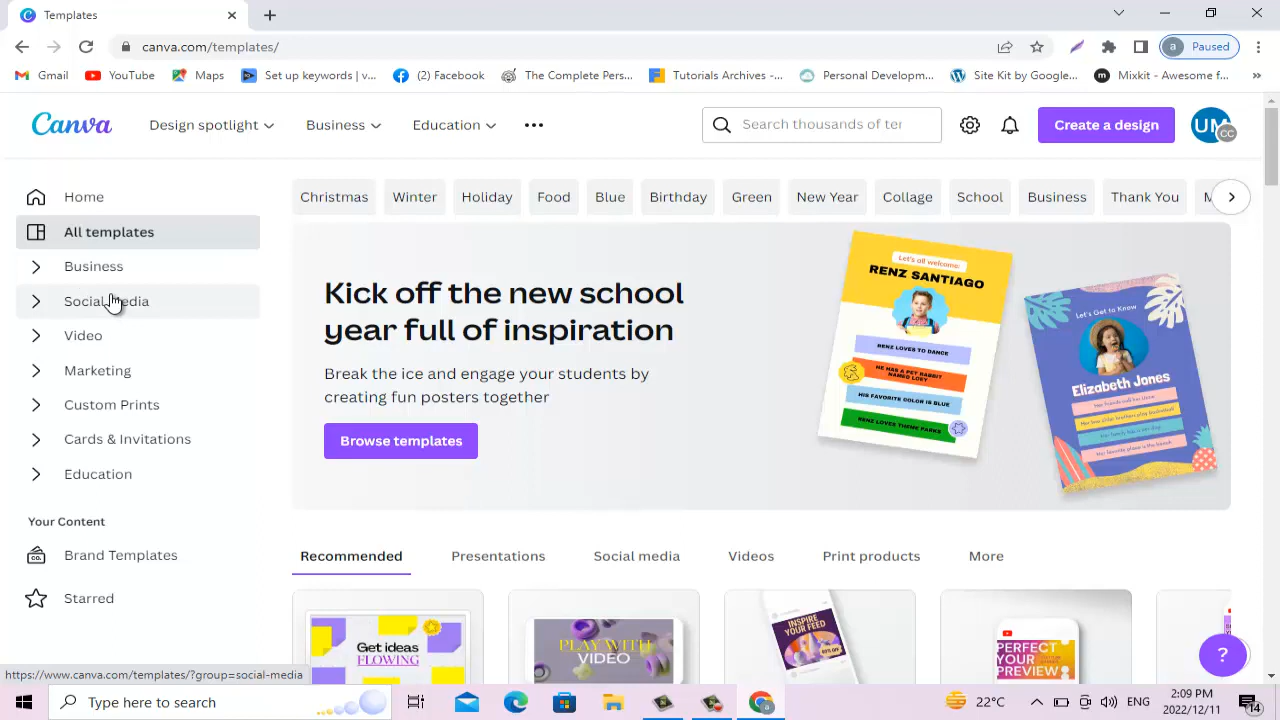 Templates
canva.com/templates/
Paused
Gmail
YouTube
Maps
Set up keywords | v...
(2) Facebook
The Complete Pers...
Tutorials Archives -...
Personal Developm...
Site Kit by Google...
Mixkit - Awesome f...
Canva
Design spotlight
Business
Education
Search thousands of ter
Create a design
UM
CC
Home
All templates
Business
Social media
Video
Marketing
Custom Prints
Cards & Invitations
Education
Your Content
Brand Templates
Starred
Christmas
Winter
Holiday
Food
Blue
Birthday
Green
New Year
Collage
School
Business
Thank You
Kick off the new school
year full of inspiration
Break the ice and engage your students by
creating fun posters together
Browse templates
Let's all welcome:
RENZ SANTIAGO
RENZ LOVES TO DANCE
HE HAS A PET RABBIT
NAMED LOEY
HIS FAVORITE COLOR IS BLUE
RENZ LOVES THEME PARKS
Let's Get to Know
Elizabeth Jones
Her favorite place is the beach
Recommended
Presentations
Social media
Videos
Print products
More
Get ideas
FLOWING
PLAY WITH
VIDEO
INSPIRE
YOUR FEED
PERFECT
YOUR
PREVIEW
?
https://www.canva.com/templates/?group=social-media
Type here to search
22°C
ENG
2:09 PM
2022/12/11
14